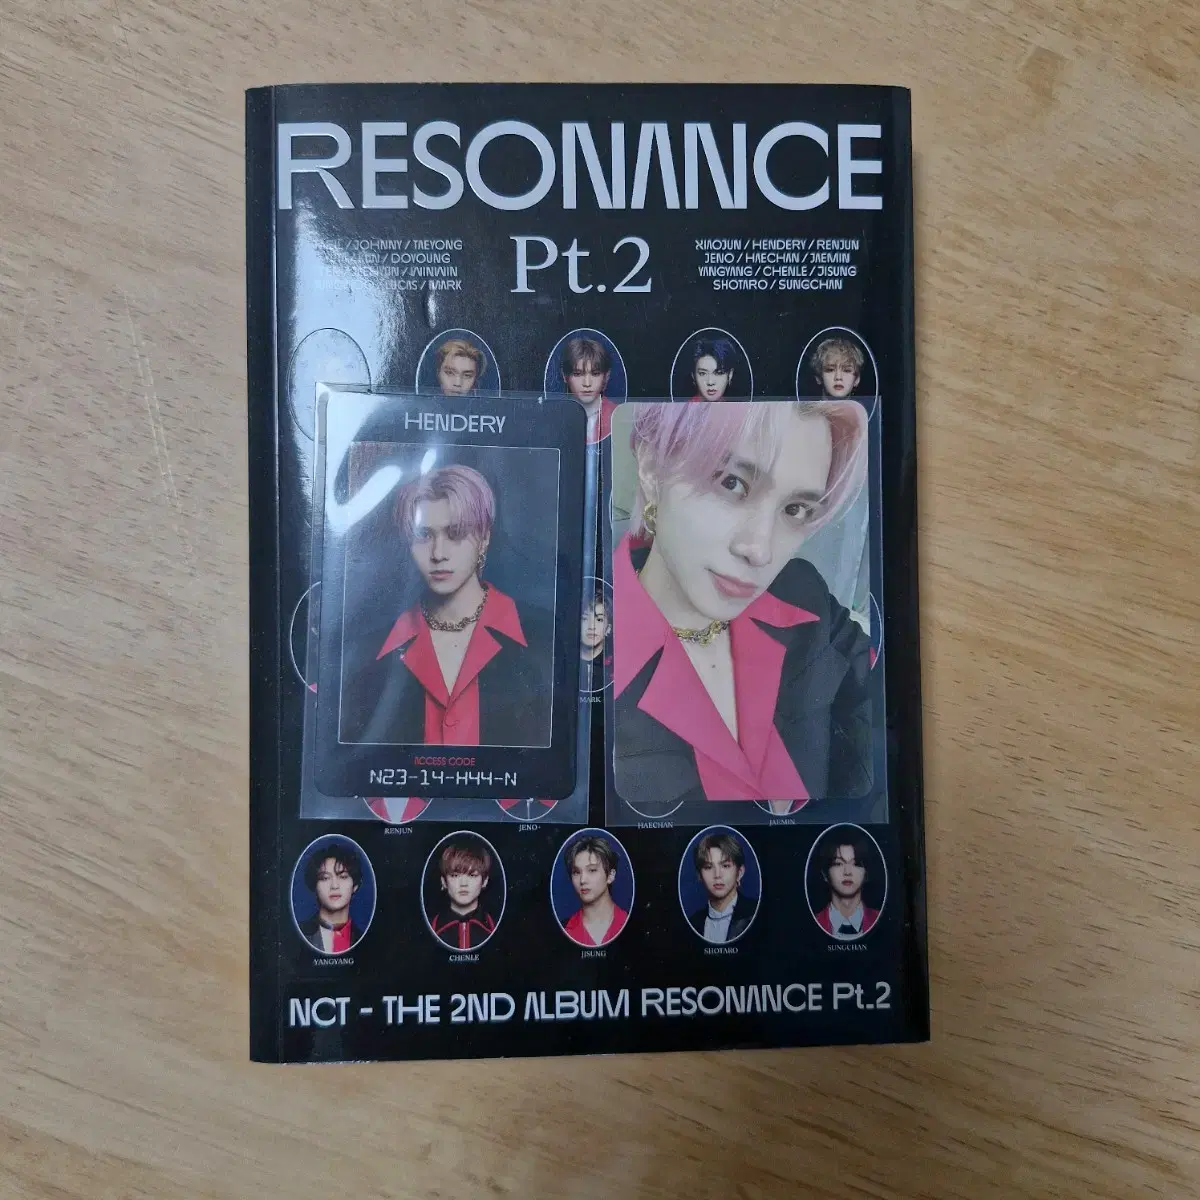 RESONANCE
Pt.2
/ JOHNNY / TAEYONG
DOYOUNG
/ WINWIN
LUCAS / MARK
XIAOJUN / HENDERY / RENJUN
JENO / HAECHAN / JAEMIN
YANGYANG / CHENLE / JISUNG
SHOTARO / SUNGCHAN
HENDERY
ACCESS CODE
N23-14-H44-N
MARK
RENJUN
JENO
HAECHAN
JAEMIN
YANGYANG
CHENLE
JISUNG
SHOTARO
SUNGCHAN
NCT - THE 2ND ALBUM RESONANCE Pt.2